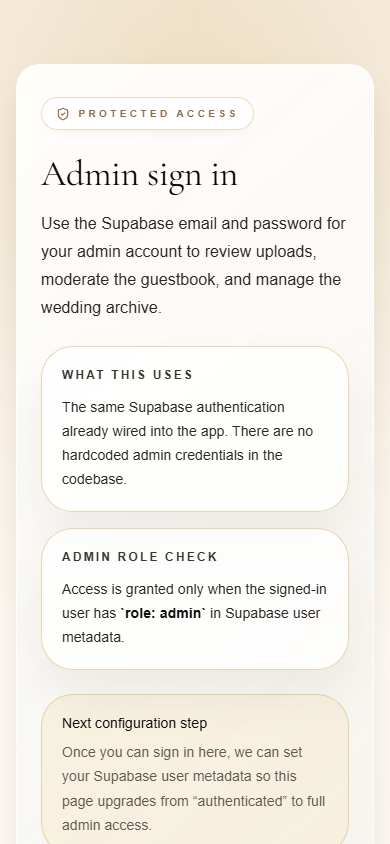 PROTECTED ACCESS
Admin sign in
Use the Supabase email and password for
your admin account to review uploads,
moderate the guestbook, and manage the
wedding archive.
WHAT THIS USES
The same Supabase authentication
already wired into the app. There are no
hardcoded admin credentials in the
codebase.
ADMIN ROLE CHECK
Access is granted only when the signed-in
user has `role: admin` in Supabase user
metadata.
Next configuration step
Once you can sign in here, we can set
your Supabase user metadata so this
page upgrades from “authenticated” to full
admin access.